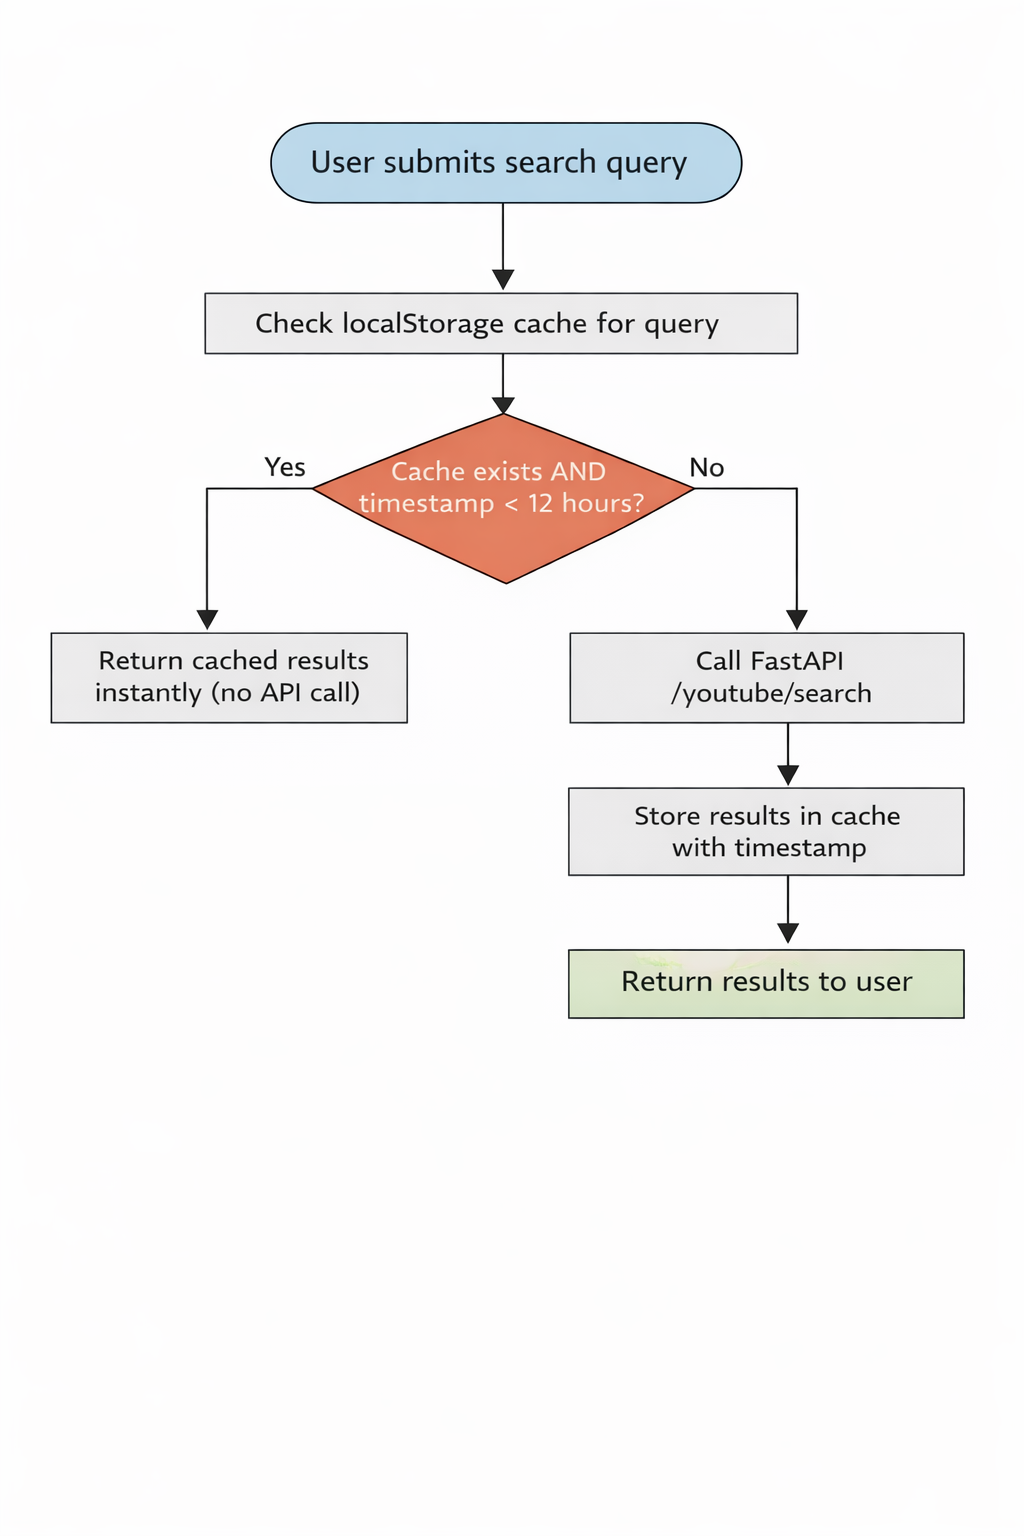 User submits search query
Check localStorage cache for query
Cache exists AND
timestamp < 12 hours?
Yes
No
Return cached results
instantly (no API call)
Call FastAPI
/youtube/search
Store results in cache
with timestamp
Return results to user